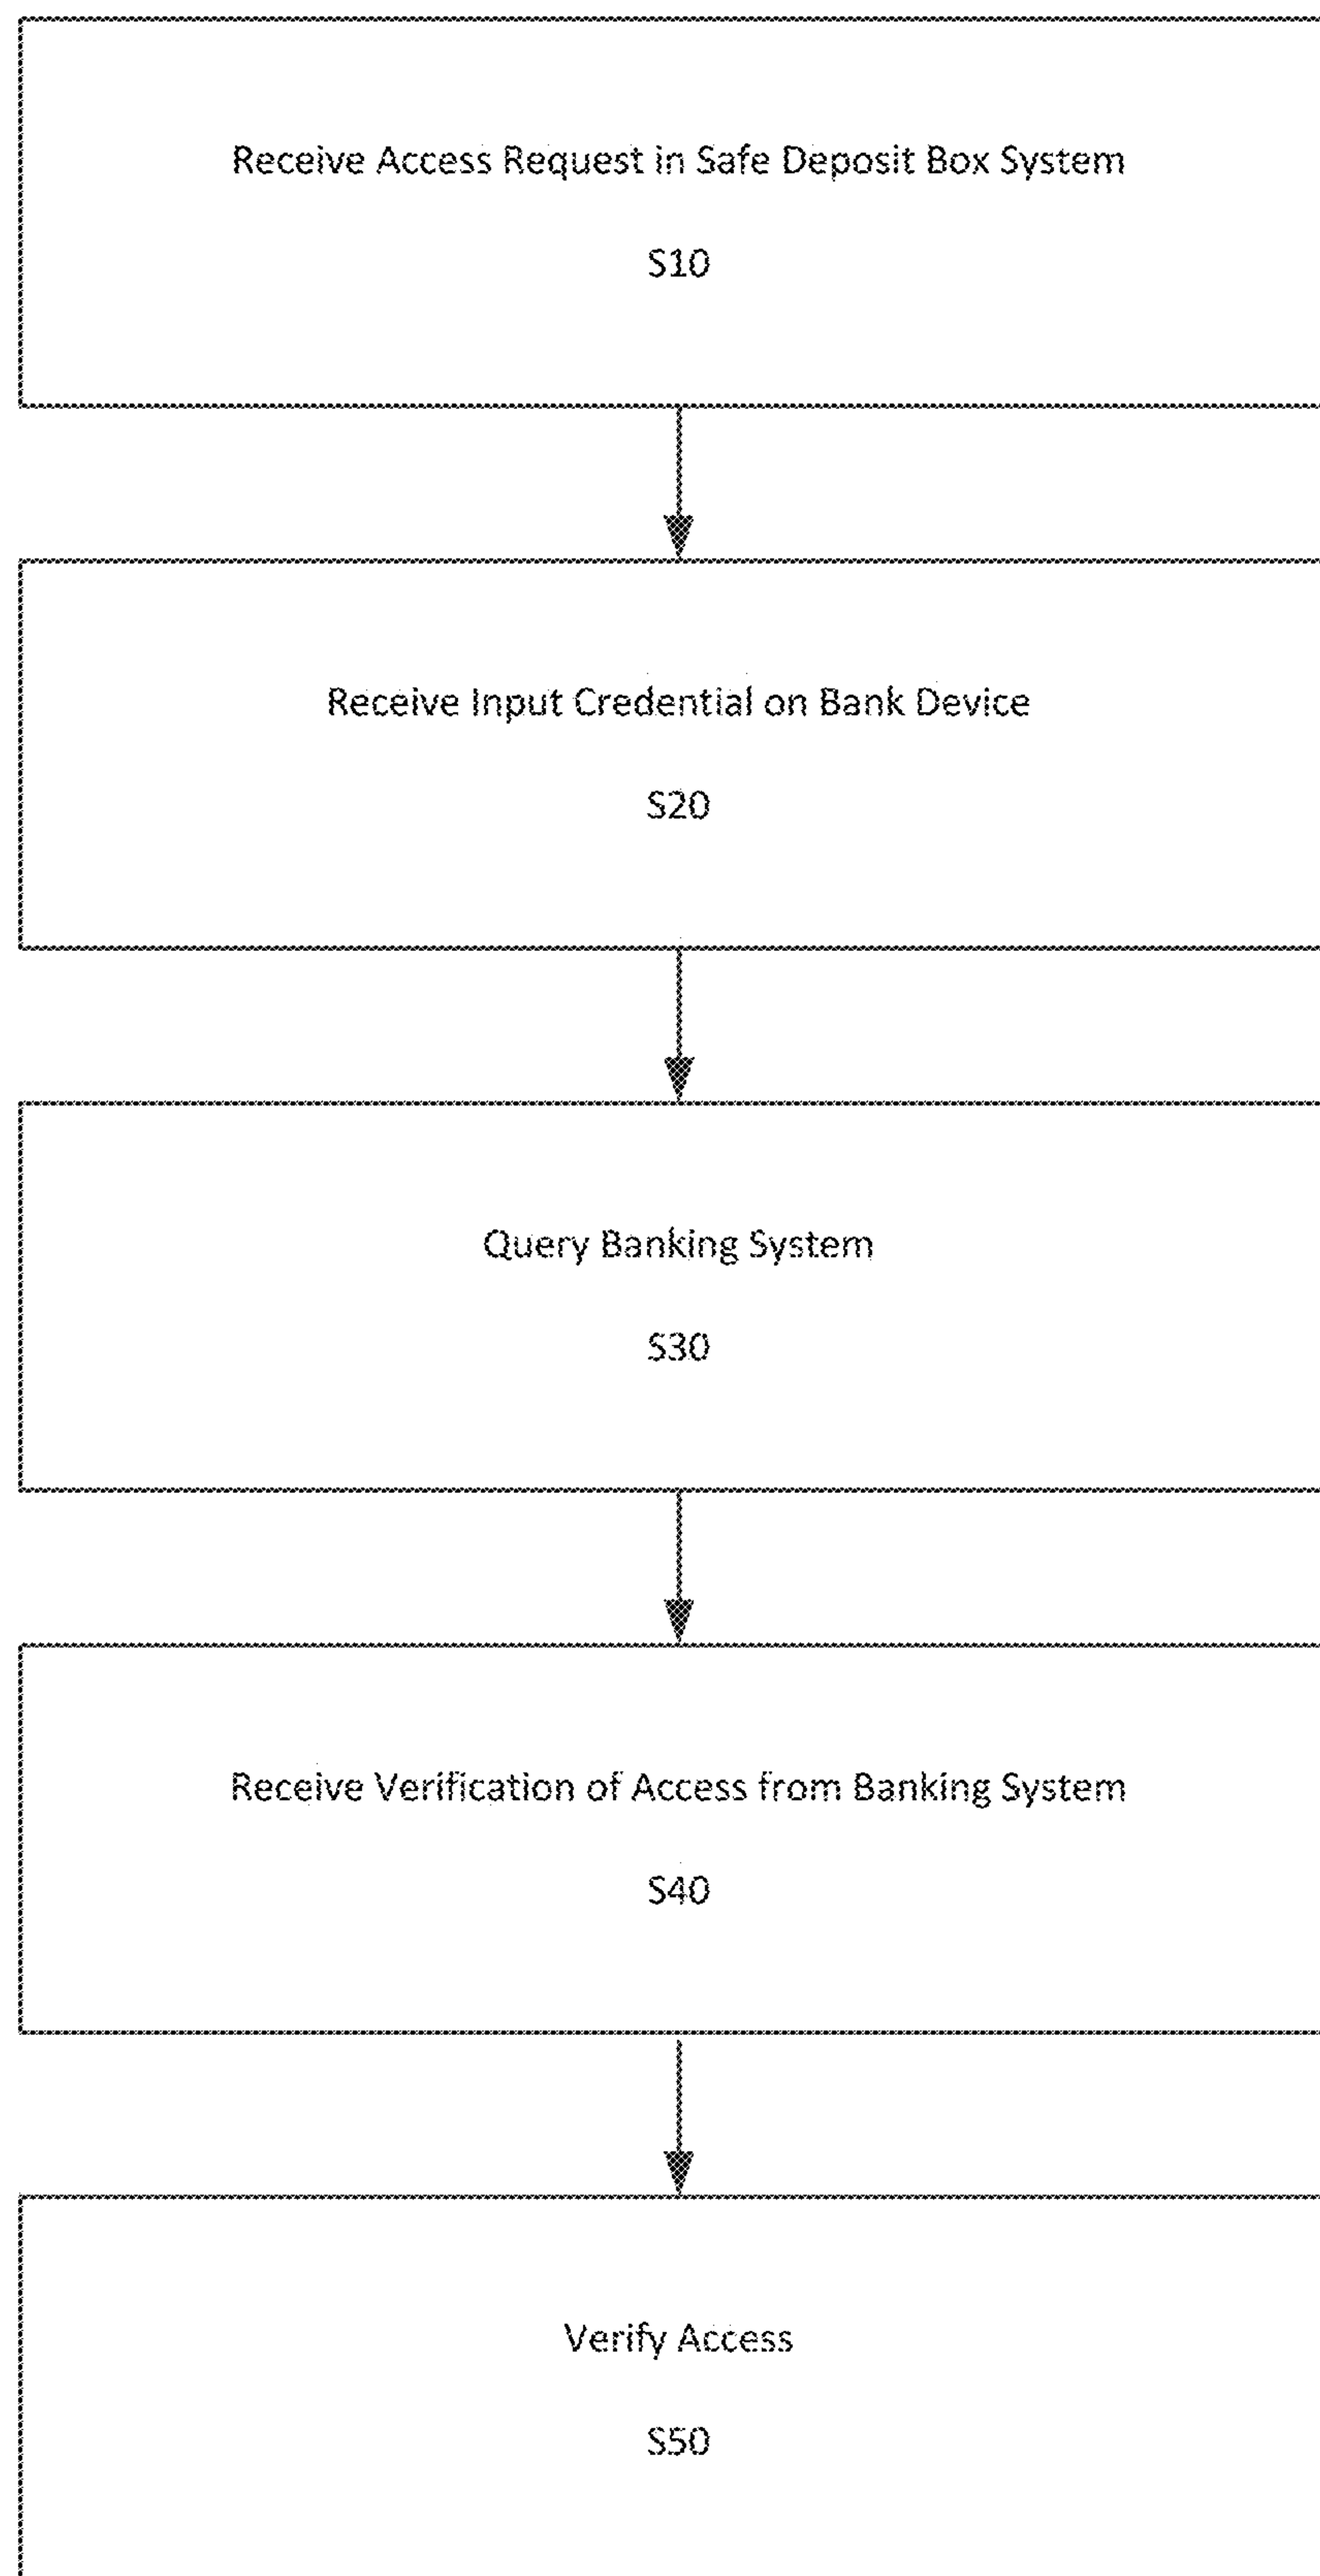 Receive Access Request in Safe Deposit Box System
S10
Receive Input Credential on Bank Device
S20
Query Banking System
S30
Receive Verification of Access from Banking System
S40
Verify Access
S50